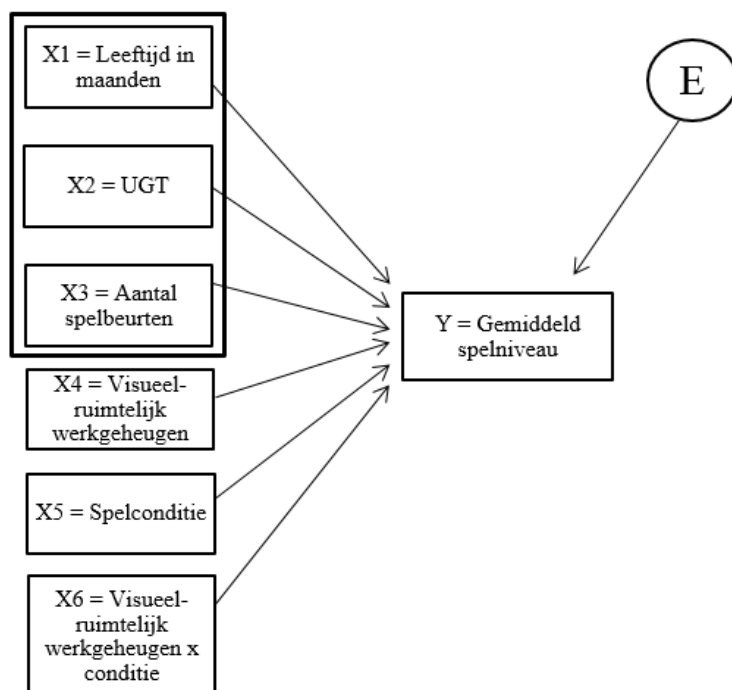 X1 = Leeftijd in
maanden
X2 = UGT
X3 = Aantal
spelbeurten
X4 = Visueel-
ruimtelijk
werkgeheugen
X5 = Spelconditie
X6 = Visueel-
ruimtelijk
werkgeheugen x
conditie
E
Y = Gemiddeld
spelniveau